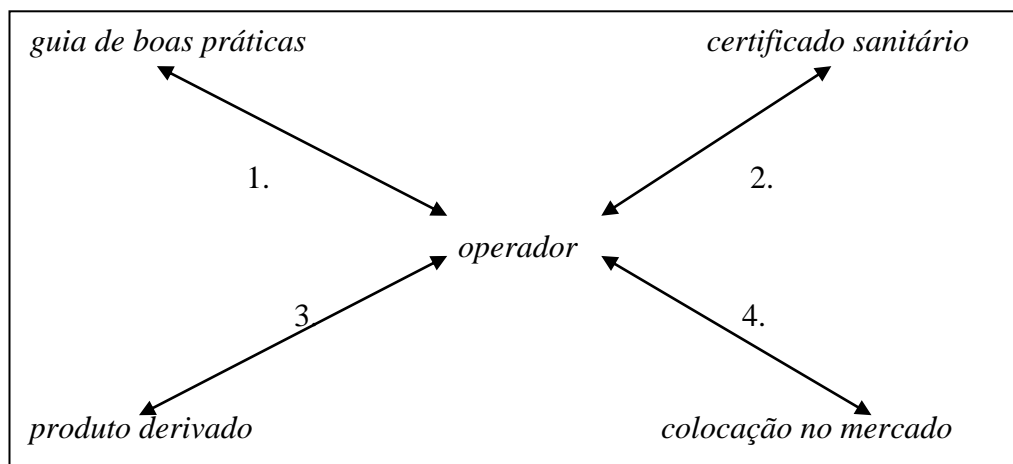 guia de boas práticas
certificado sanitário
1.
2.
operador
3.
4.
produto derivado
colocação no mercado